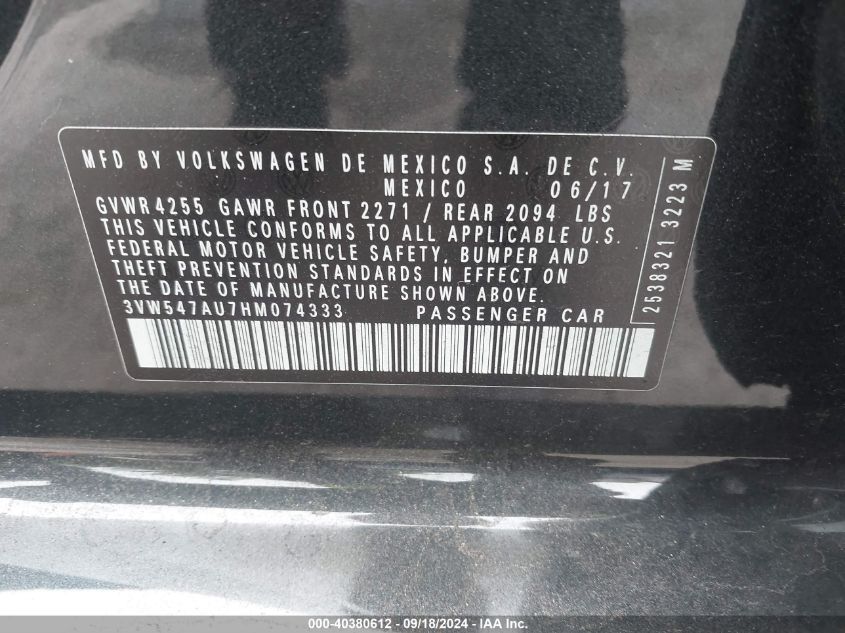 MFD BY VOLKSWAGEN DE MEXICO S.A. DE C.V.
MEXICO 06/17
GVWR 4255 GAWR FRONT 2271 / REAR 2094 LBS
THIS VEHICLE CONFORMS TO ALL APPLICABLE U.S.
FEDERAL MOTOR VEHICLE SAFETY, BUMPER AND
THEFT PREVENTION STANDARDS IN EFFECT ON
THE DATE OF MANUFACTURE SHOWN ABOVE.
3VW547AU7HM074333 PASSENGER CAR
2538321 3223 M
000-40380612 - 09/18/2024 - IAA Inc.